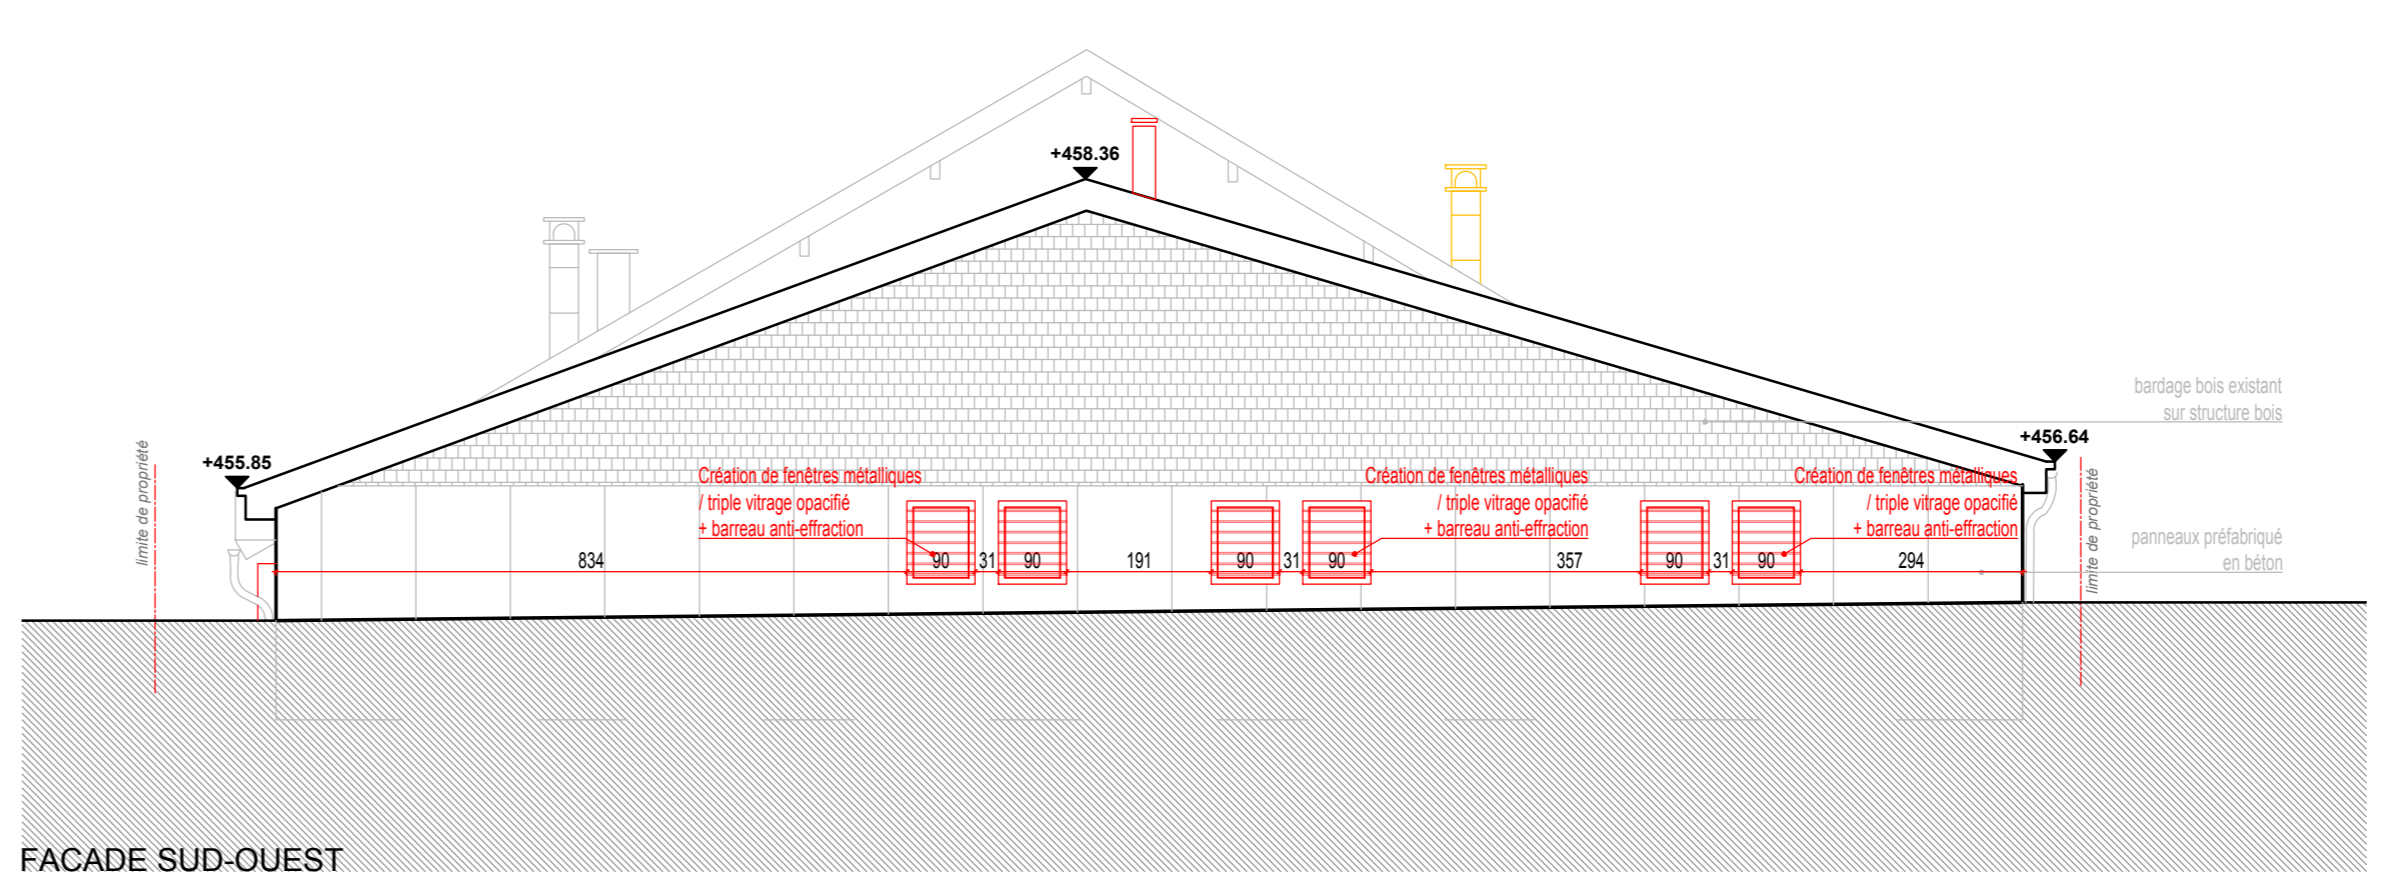 +458.36
bardage bois existant
sur structure bois
+455.85
+456.64
limite de propriété
limite de propriété
Création de fenêtres métalliques
/ triple vitrage opacifié
+ barreau anti-effraction
Création de fenêtres métalliques
/ triple vitrage opacifié
+ barreau anti-effraction
Création de fenêtres métalliques
/ triple vitrage opacifié
+ barreau anti-effraction
panneaux préfabriqué
en béton
834 90 31 90 191 90 31 90 357 90 31 90 294
FACADE SUD-OUEST